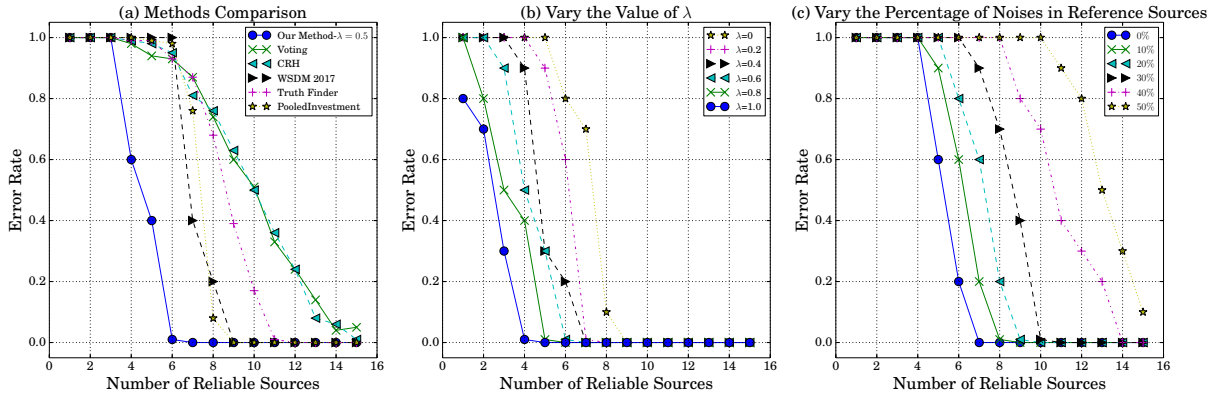 (a) Methods Comparison
Our Method-λ = 0.5
Voting
CRH
WSDM 2017
Truth Finder
PooledInvestment
Error Rate
1.0
0.8
0.6
0.4
0.2
0.0
0 2 4 6 8 10 12 14 16
Number of Reliable Sources
(b) Vary the Value of λ
λ=0
λ=0.2
λ=0.4
λ=0.6
λ=0.8
λ=1.0
Error Rate
1.0
0.8
0.6
0.4
0.2
0.0
0 2 4 6 8 10 12 14 16
Number of Reliable Sources
(c) Vary the Percentage of Noises in Reference Sources
0%
10%
20%
30%
40%
50%
Error Rate
1.0
0.8
0.6
0.4
0.2
0.0
0 2 4 6 8 10 12 14 16
Number of Reliable Sources